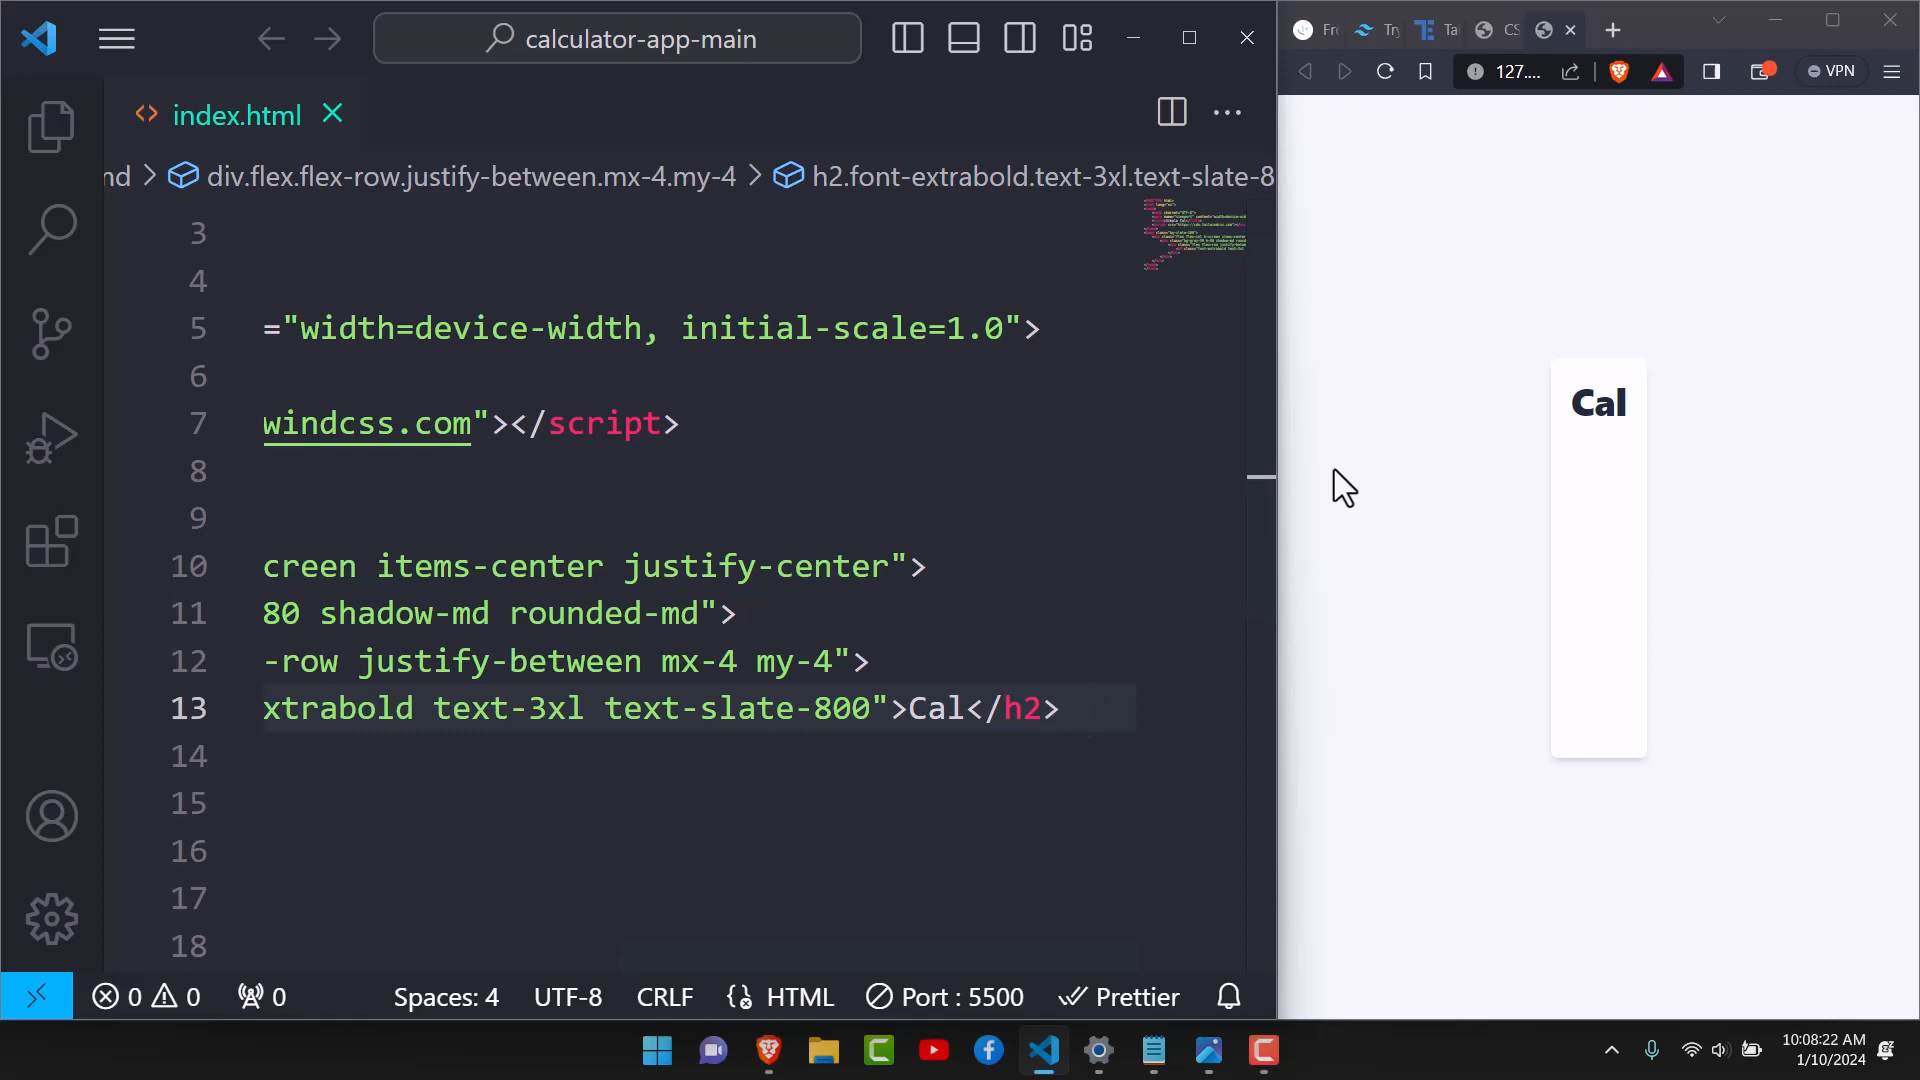 calculator-app-main
Fr
Try
Ta
CS
127....
VPN
index.html
nd
div.flex.flex-row.justify-between.mx-4.my-4
h2.font-extrabold.text-3xl.text-slate-8
3
4
5 ="width=device-width, initial-scale=1.0">
6
7 windcss.com"></script>
8
9
10 creen items-center justify-center">
11 80 shadow-md rounded-md">
12 -row justify-between mx-4 my-4">
13 xtrabold text-3xl text-slate-800">Cal</h2>
14
15
16
17
18
Cal
0 0 0 Spaces: 4 UTF-8 CRLF HTML Port : 5500 Prettier
10:08:22 AM
1/10/2024